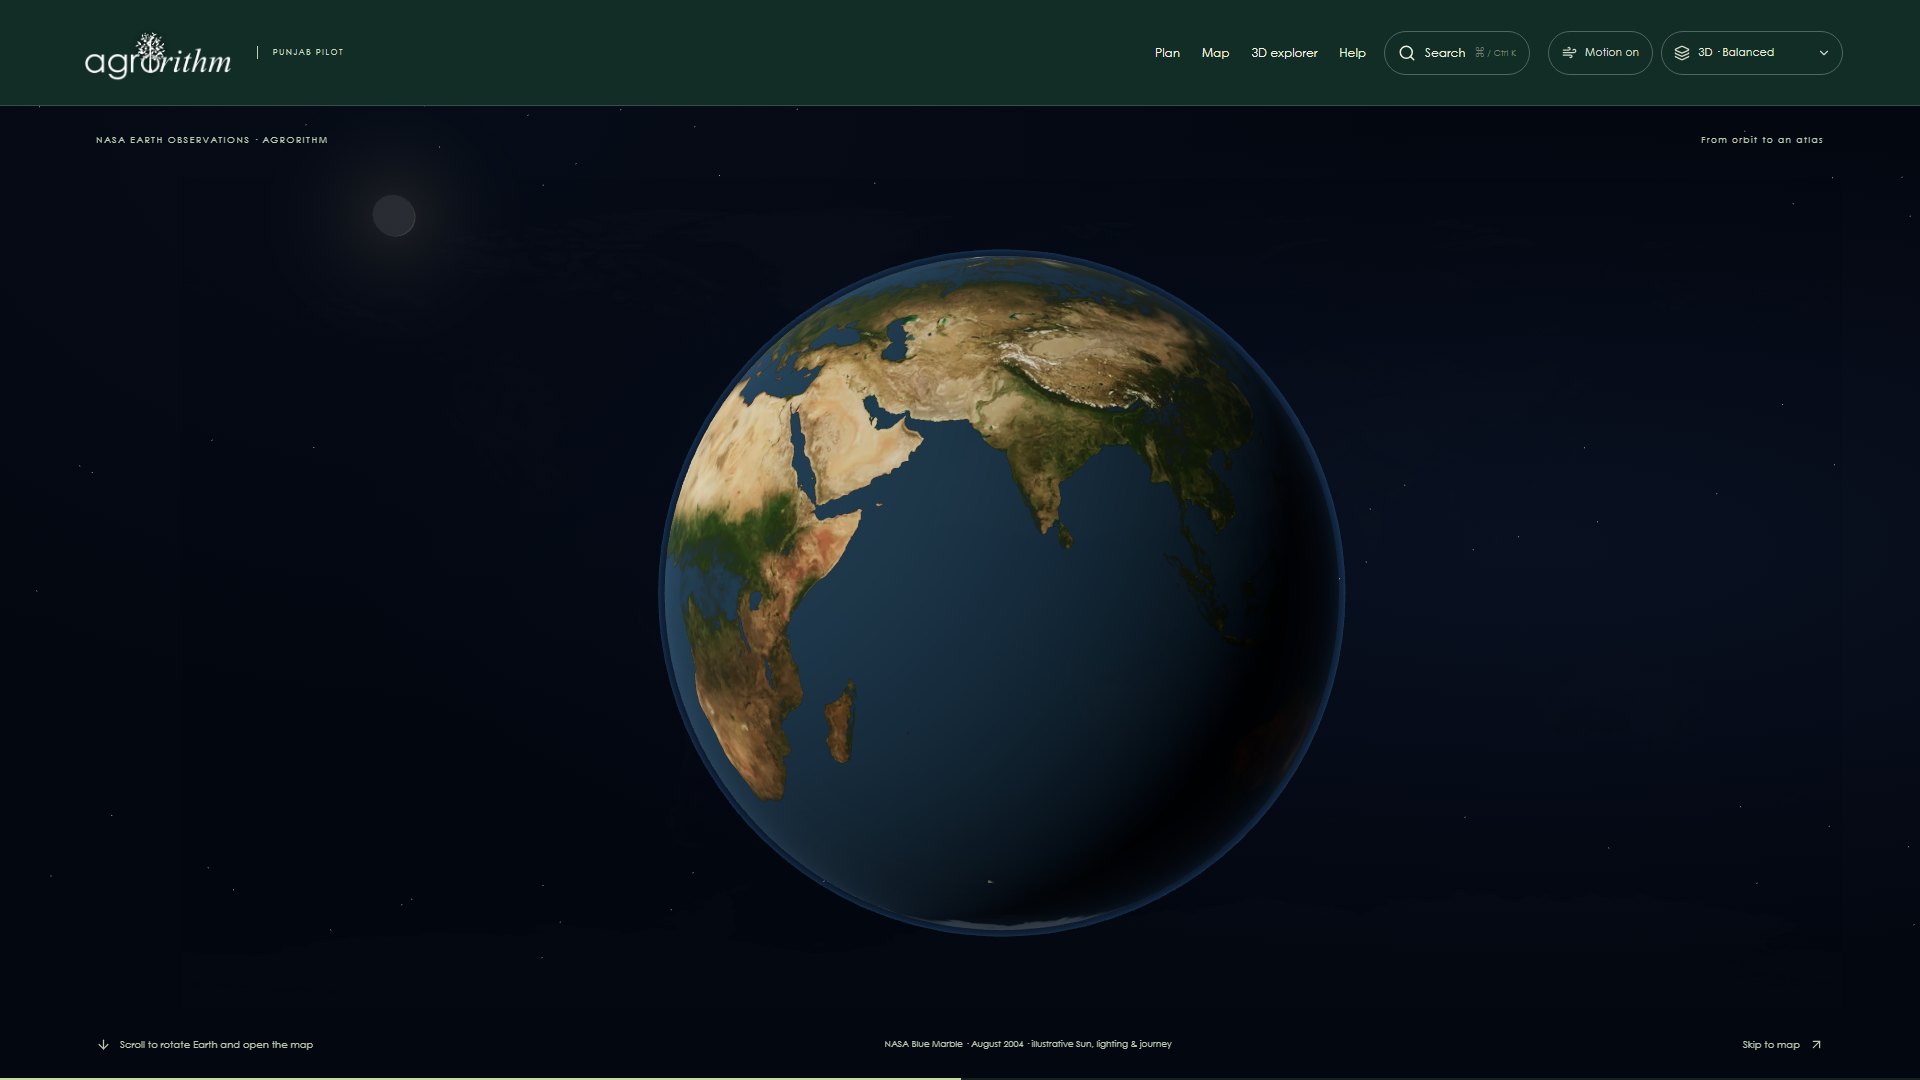 agrorithm
PUNJAB PILOT
Plan
Map
3D explorer
Help
Search ⌘ / Ctrl K
Motion on
3D · Balanced
NASA EARTH OBSERVATIONS · AGRORITHM
From orbit to an atlas
Scroll to rotate Earth and open the map
NASA Blue Marble · August 2004 · illustrative Sun, lighting & journey
Skip to map